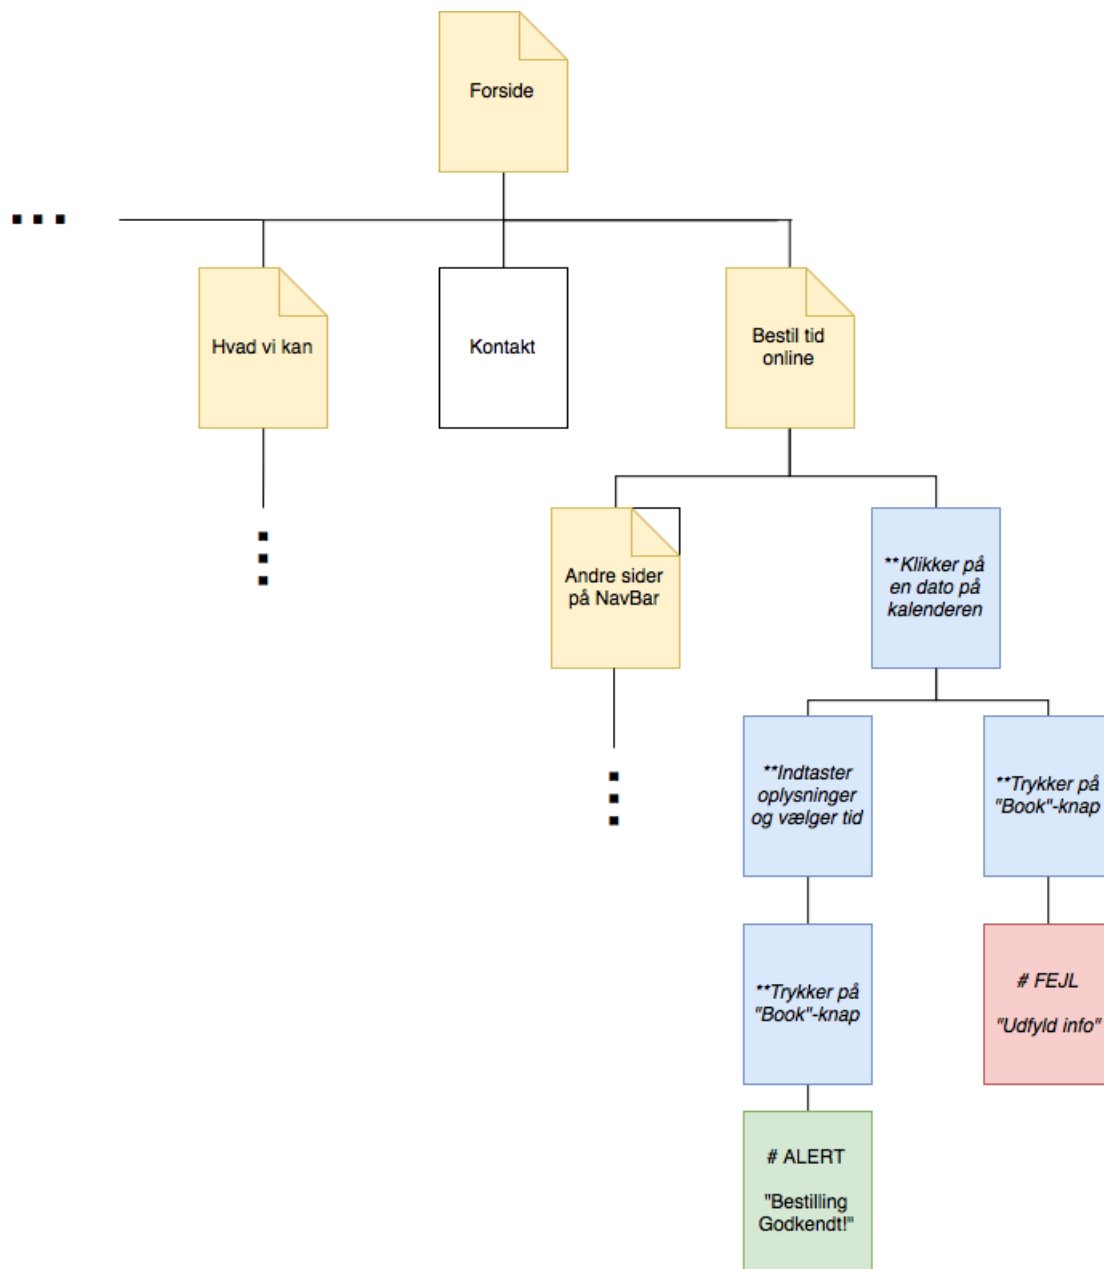 Forside
Hvad vi kan
Kontakt
Bestil tid
online
Andre sider
på NavBar
**Klikker på
en dato på
kalenderen
**Indtaster
oplysninger
og vælger tid
**Trykker på
"Book"-knap
**Trykker på
"Book"-knap
# FEJL
"Udfyld info"
# ALERT
"Bestilling
Godkendt!"